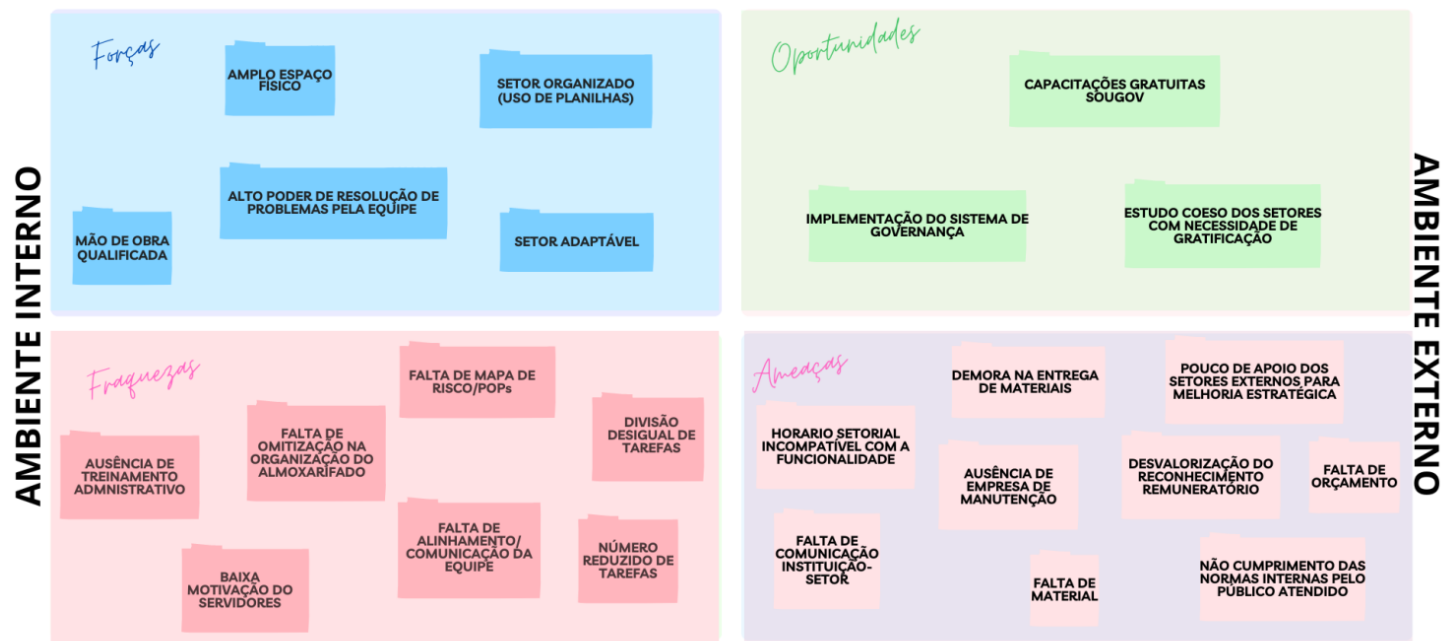 AMBIENTE INTERNO
Forças
AMPLO ESPAÇO
FÍSICO
SETOR ORGANIZADO
(USO DE PLANILHAS)
ALTO PODER DE RESOLUÇÃO DE
PROBLEMAS PELA EQUIPE
MÃO DE OBRA
QUALIFICADA
SETOR ADAPTÁVEL
Oportunidades
CAPACITAÇÕES GRATUITAS
SOUGOV
IMPLEMENTAÇÃO DO SISTEMA DE
GOVERNANÇA
ESTUDO COESO DOS SETORES
COM NECESSIDADE DE
GRATIFICAÇÃO
AMBIENTE EXTERNO
Fraquezas
FALTA DE MAPA DE
RISCO/POPs
FALTA DE
OMITIZAÇÃO NA
ORGANIZAÇÃO DO
ALMOXARIFADO
DIVISÃO
DESIGUAL DE
TAREFAS
AUSÊNCIA DE
TREINAMENTO
ADMNISTRATIVO
FALTA DE
ALINHAMENTO/
COMUNICAÇÃO DA
EQUIPE
NÚMERO
REDUZIDO DE
TAREFAS
BAIXA
MOTIVAÇÃO DO
SERVIDORES
Ameaças
DEMORA NA ENTREGA
DE MATERIAIS
POUCO DE APOIO DOS
SETORES EXTERNOS PARA
MELHORIA ESTRATÉGICA
HORARIO SETORIAL
INCOMPATÍVEL COM A
FUNCIONALIDADE
AUSÊNCIA DE
EMPRESA DE
MANUTENÇÃO
DESVALORIZAÇÃO DO
RECONHECIMENTO
REMUNERATÓRIO
FALTA DE
ORÇAMENTO
FALTA DE
COMUNICAÇÃO
INSTITUIÇÃO-
SETOR
FALTA DE
MATERIAL
NÃO CUMPRIMENTO DAS
NORMAS INTERNAS PELO
PÚBLICO ATENDIDO